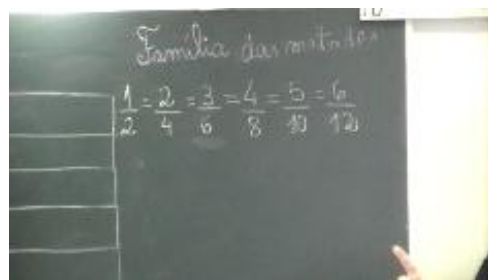 Família das metades
1/2 = 2/4 = 3/6 = 4/8 = 5/10 = 6/12